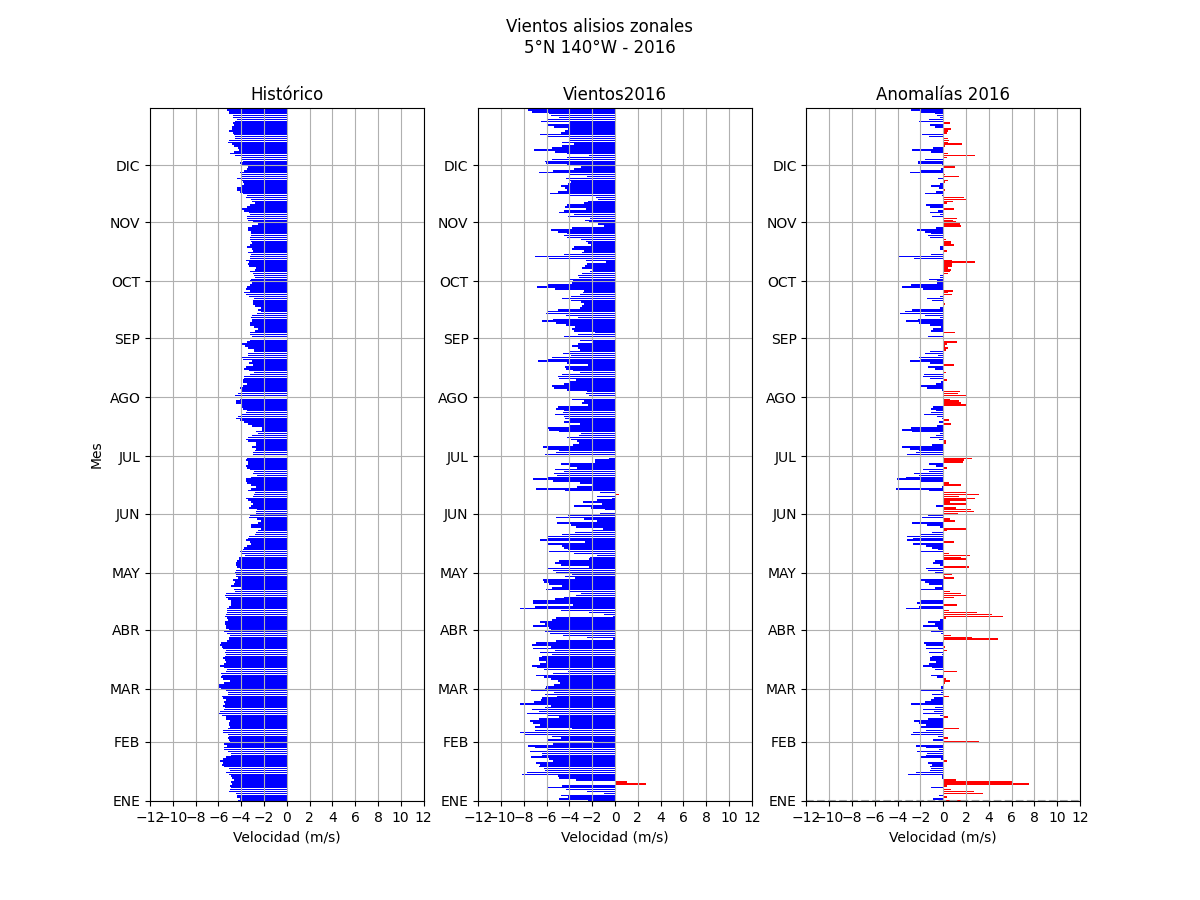 Vientos alisios zonales
5°N 140°W - 2016
Histórico
Vientos2016
Anomalías 2016
Mes
DIC
NOV
OCT
SEP
AGO
JUL
JUN
MAY
ABR
MAR
FEB
ENE
−12 −10 −8 −6 −4 −2 0 2 4 6 8 10 12
Velocidad (m/s)
DIC
NOV
OCT
SEP
AGO
JUL
JUN
MAY
ABR
MAR
FEB
ENE
−12 −10 −8 −6 −4 −2 0 2 4 6 8 10 12
Velocidad (m/s)
DIC
NOV
OCT
SEP
AGO
JUL
JUN
MAY
ABR
MAR
FEB
ENE
−12 −10 −8 −6 −4 −2 0 2 4 6 8 10 12
Velocidad (m/s)